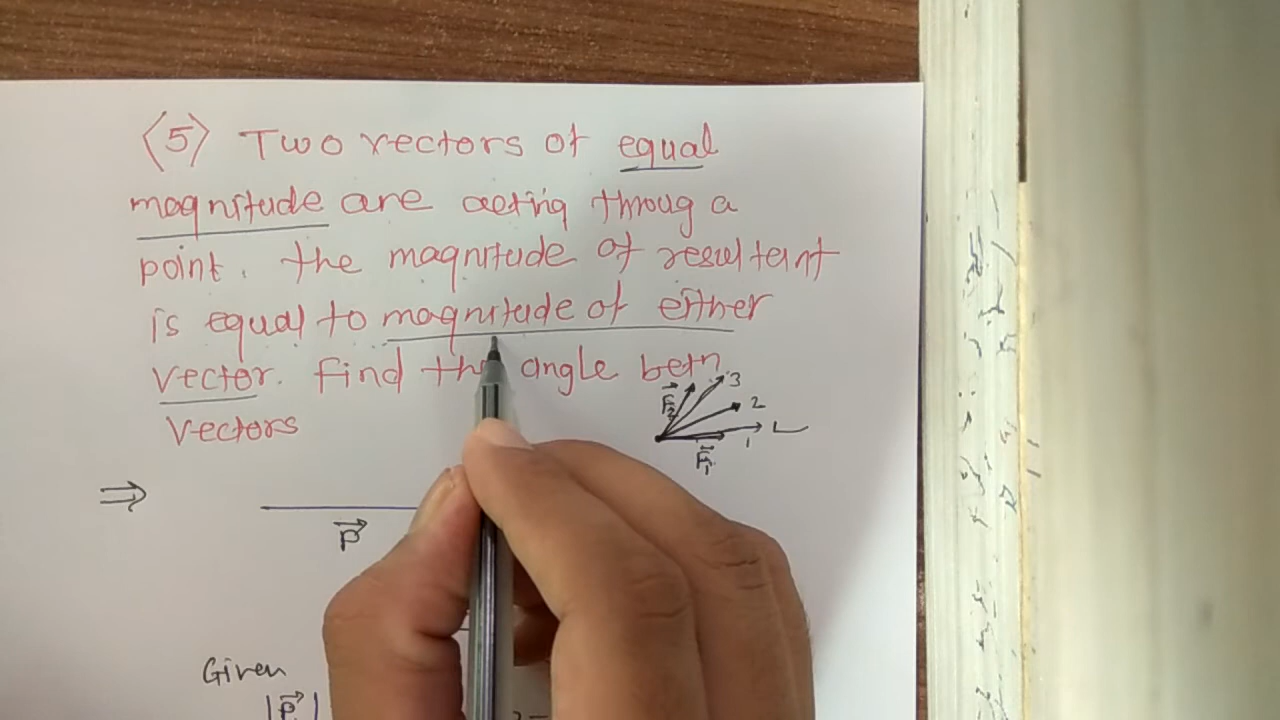 <5> Two vectors of equal
magnitude are acting throug a
point. the magnitude of resultant
is equal to magnitude of either
vector. find the angle betn
vectors
F₂ 3
2
1
F₁
⇒
P
Given
|P|